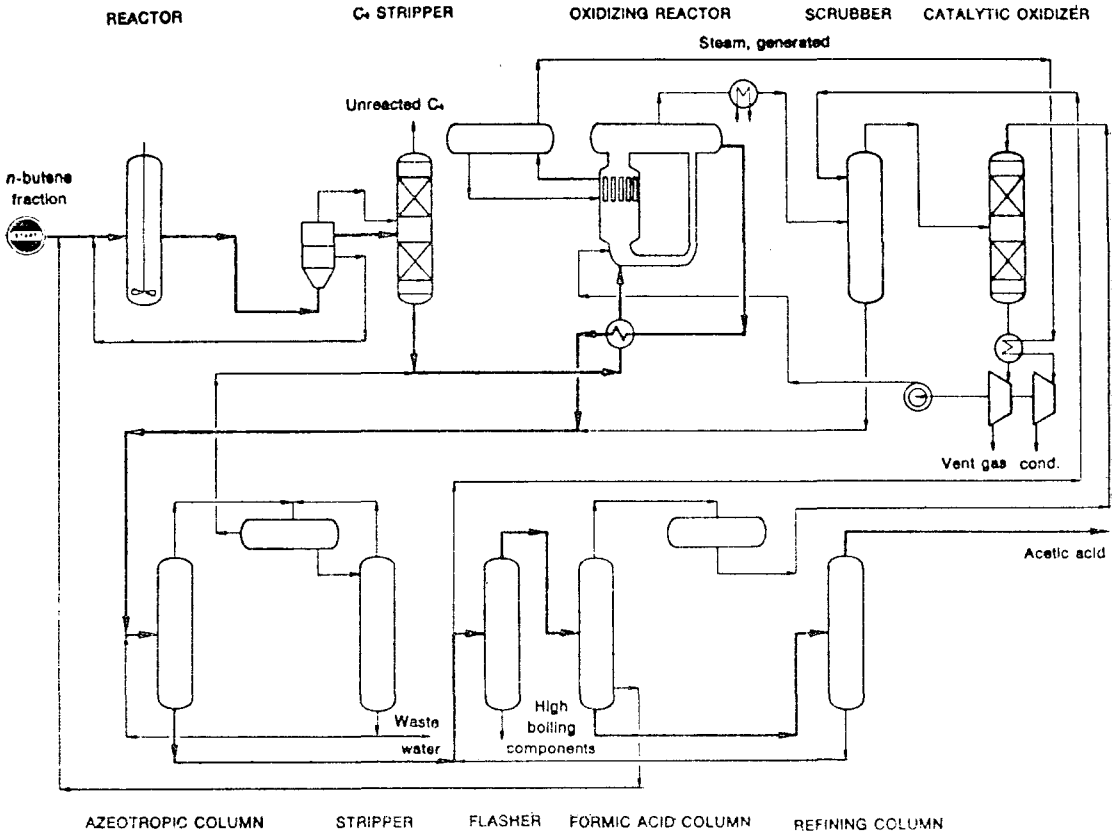 REACTOR
C₄ STRIPPER
OXIDIZING REACTOR
SCRUBBER
CATALYTIC OXIDIZER
Steam, generated
Unreacted C₄
n-butene
fraction
START
Vent gas
cond.
Acetic acid
Waste
water
High
boiling
components
AZEOTROPIC COLUMN
STRIPPER
FLASHER
FORMIC ACID COLUMN
REFINING COLUMN